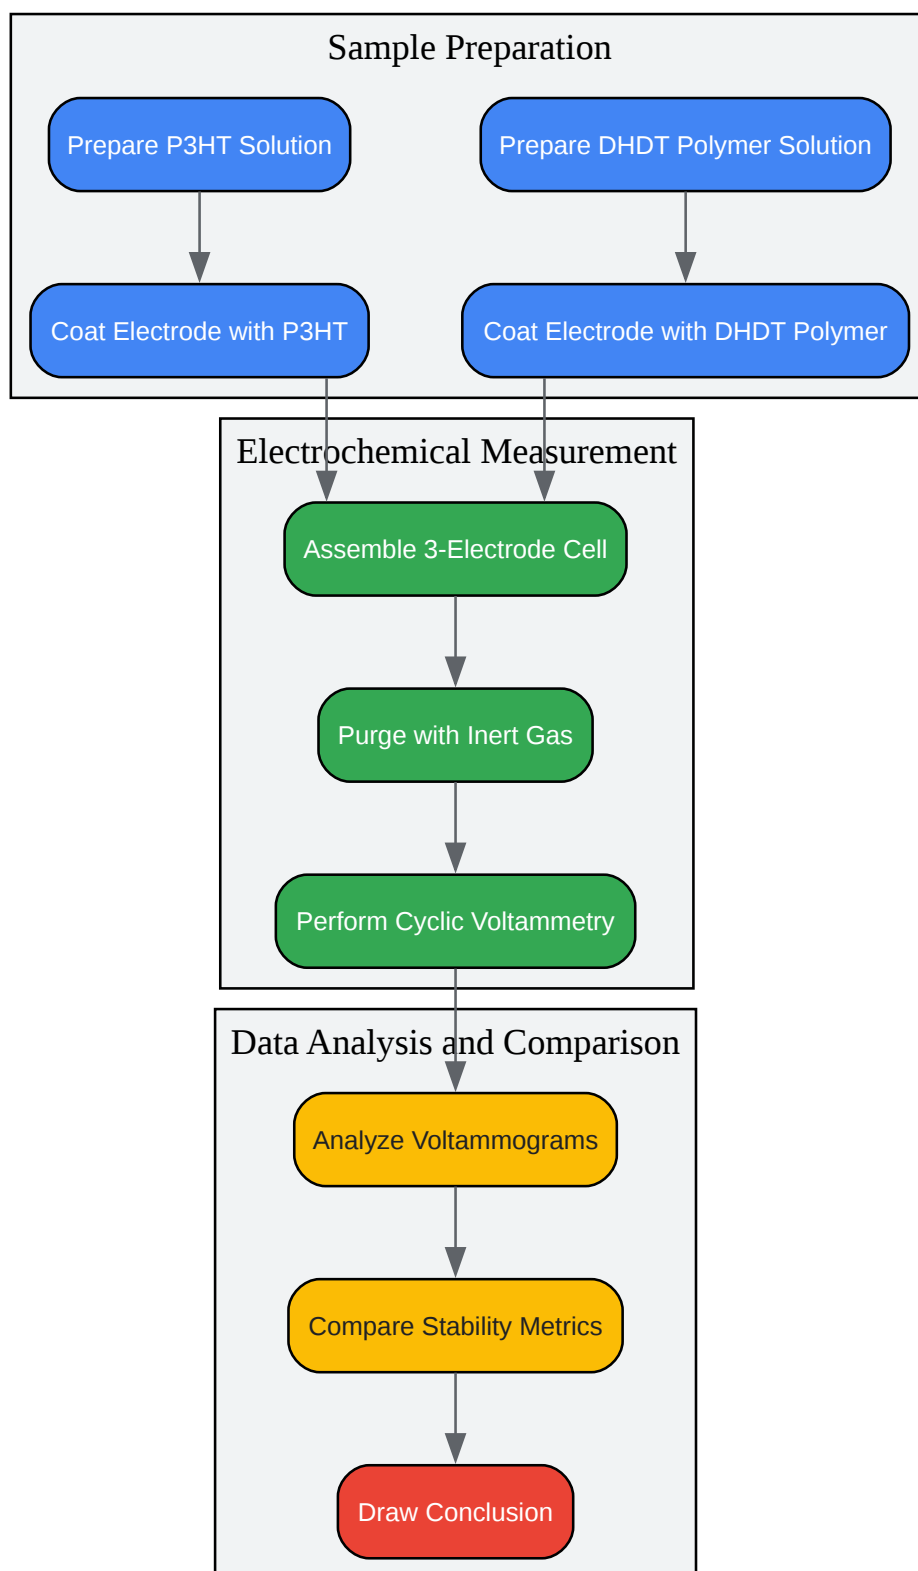 Sample Preparation
Prepare P3HT Solution
Prepare DHDT Polymer Solution
Coat Electrode with P3HT
Coat Electrode with DHDT Polymer
Electrochemical Measurement
Assemble 3-Electrode Cell
Purge with Inert Gas
Perform Cyclic Voltammetry
Data Analysis and Comparison
Analyze Voltammograms
Compare Stability Metrics
Draw Conclusion